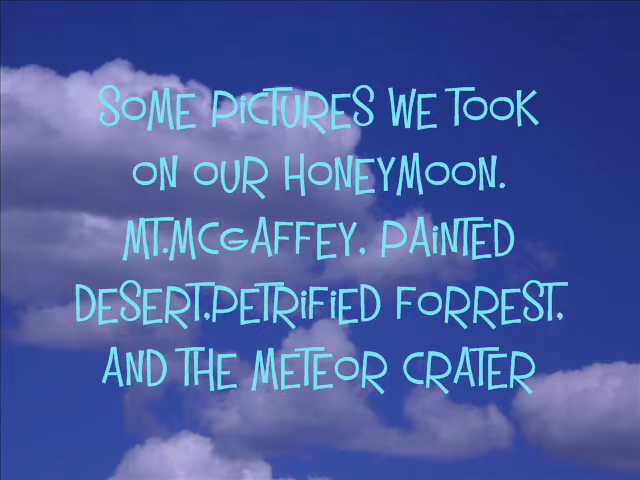 SOME PICTURES WE TOOK
ON OUR HONEYMOON.
MT.MCGAFFEY, PAINTED
DESERT,PETRIFIED FORREST,
AND THE METEOR CRATER